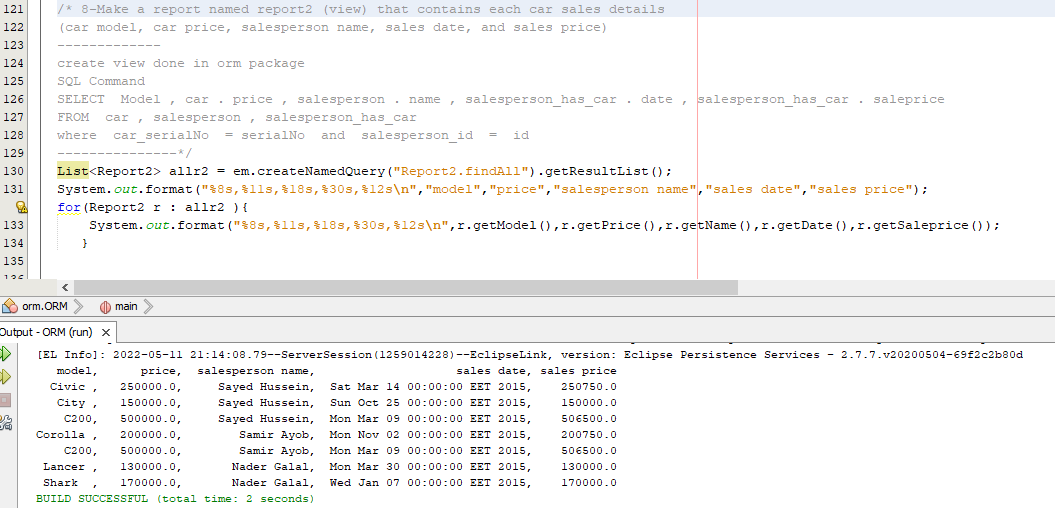 121 /* 8-Make a report named report2 (view) that contains each car sales details
122 (car model, car price, salesperson name, sales date, and sales price)
123 -------------
124 create view done in orm package
125 SQL Command
126 SELECT  Model , car . price , salesperson . name , salesperson_has_car . date , salesperson_has_car . saleprice
127 FROM  car , salesperson , salesperson_has_car
128 where  car_serialNo  = serialNo  and  salesperson_id  =  id
129 ---------------*/
130 List<Report2> allr2 = em.createNamedQuery("Report2.findAll").getResultList();
131 System.out.format("%8s,%11s,%18s,%30s,%12s\n","model","price","salesperson name","sales date","sales price");
for(Report2 r : allr2 ){
133 System.out.format("%8s,%11s,%18s,%30s,%12s\n",r.getModel(),r.getPrice(),r.getName(),r.getDate(),r.getSaleprice());
134 }
135
136
orm.ORM main
Output - ORM (run) x
[EL Info]: 2022-05-11 21:14:08.79--ServerSession(1259014228)--EclipseLink, version: Eclipse Persistence Services - 2.7.7.v20200504-69f2c2b80d
model, price, salesperson name, sales date, sales price
Civic , 250000.0, Sayed Hussein, Sat Mar 14 00:00:00 EET 2015, 250750.0
City , 150000.0, Sayed Hussein, Sun Oct 25 00:00:00 EET 2015, 150000.0
C200, 500000.0, Sayed Hussein, Mon Mar 09 00:00:00 EET 2015, 506500.0
Corolla , 200000.0, Samir Ayob, Mon Nov 02 00:00:00 EET 2015, 200750.0
C200, 500000.0, Samir Ayob, Mon Mar 09 00:00:00 EET 2015, 506500.0
Lancer , 130000.0, Nader Galal, Mon Mar 30 00:00:00 EET 2015, 130000.0
Shark , 170000.0, Nader Galal, Wed Jan 07 00:00:00 EET 2015, 170000.0
BUILD SUCCESSFUL (total time: 2 seconds)